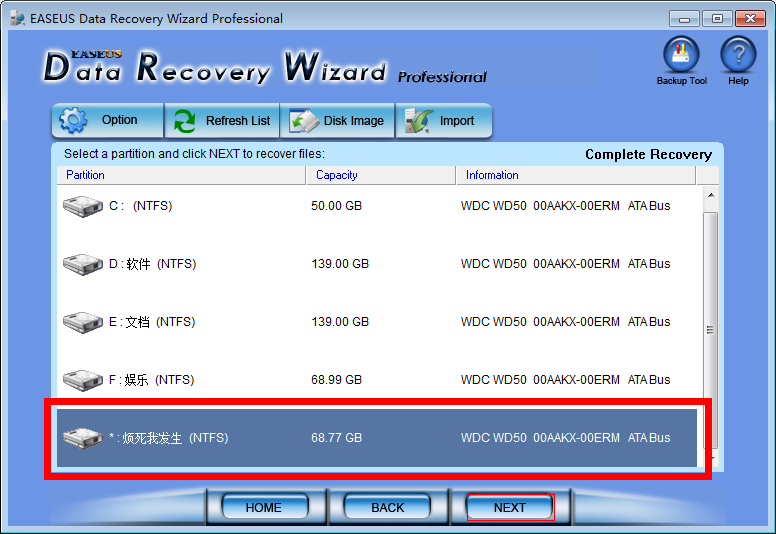 EASEUS Data Recovery Wizard Professional
EASEUS
Data Recovery Wizard Professional
Backup Tool
Help
Option
Refresh List
Disk Image
Import
Select a partition and click NEXT to recover files:
Complete Recovery
Partition Capacity Information
C : (NTFS) 50.00 GB WDC WD50 00AAKX-00ERM ATA Bus
D : 软件 (NTFS) 139.00 GB WDC WD50 00AAKX-00ERM ATA Bus
E : 文档 (NTFS) 139.00 GB WDC WD50 00AAKX-00ERM ATA Bus
F : 娱乐 (NTFS) 68.99 GB WDC WD50 00AAKX-00ERM ATA Bus
* : 烦死我发生 (NTFS) 68.77 GB WDC WD50 00AAKX-00ERM ATA Bus
HOME
BACK
NEXT